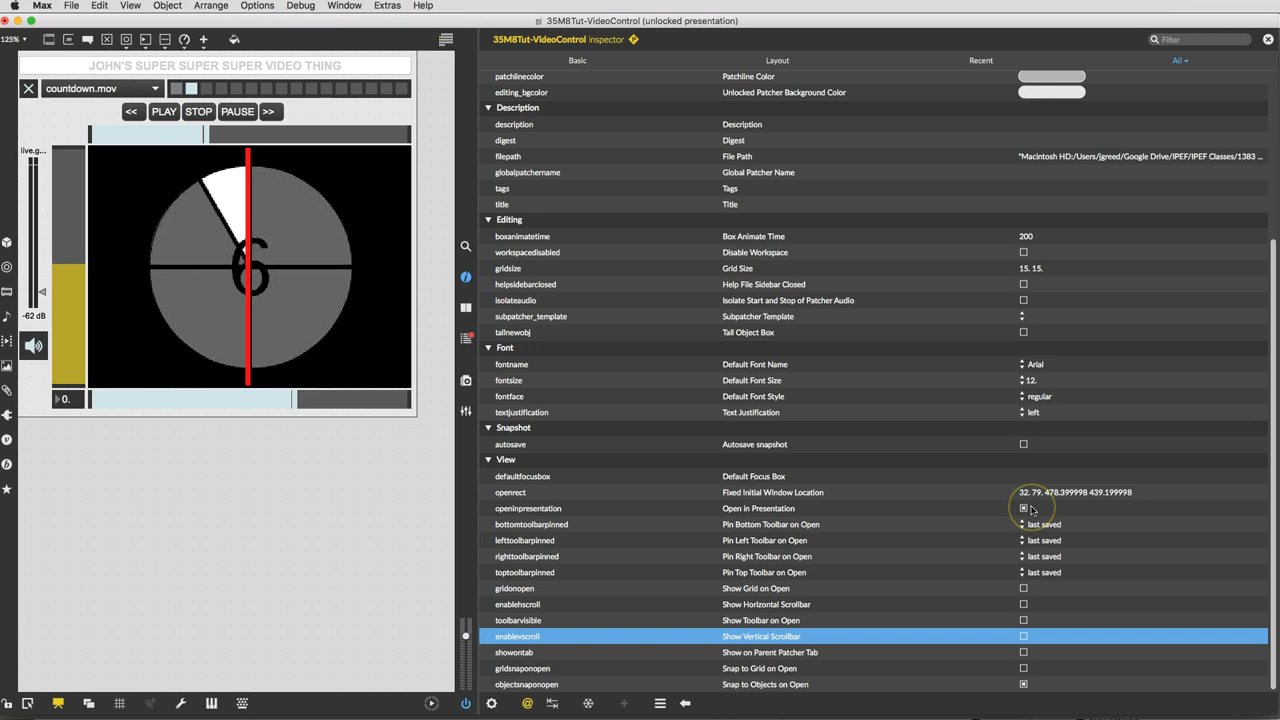 Max File Edit View Object Arrange Options Debug Window Extras Help
35M8Tut-VideoControl (unlocked presentation)
125%
35M8Tut-VideoControl inspector
Filter
JOHN'S SUPER SUPER SUPER VIDEO THING
Basic Layout Recent All
countdown.mov
<< PLAY STOP PAUSE >>
live.g...
6
-62 dB
0.
patchlinecolor Patchline Color
editing_bgcolor Unlocked Patcher Background Color
Description
description Description
digest Digest
filepath File Path "Macintosh HD:/Users/jgreed/Google Drive/IPEF/IPEF Classes/1383 ...
globalpatchername Global Patcher Name
tags Tags
title Title
Editing
boxanimatetime Box Animate Time 200
workspacedisabled Disable Workspace
gridsize Grid Size 15. 15.
helpsidebarclosed Help File Sidebar Closed
isolateaudio Isolate Start and Stop of Patcher Audio
subpatcher_template Subpatcher Template
tallnewobj Tall Object Box
Font
fontname Default Font Name Arial
fontsize Default Font Size 12.
fontface Default Font Style regular
textjustification Text Justification left
Snapshot
autosave Autosave snapshot
View
defaultfocusbox Default Focus Box
openrect Fixed Initial Window Location 32. 79. 478.399998 439.199998
openinpresentation Open in Presentation
bottomtoolbarpinned Pin Bottom Toolbar on Open last saved
lefttoolbarpinned Pin Left Toolbar on Open last saved
righttoolbarpinned Pin Right Toolbar on Open last saved
toptoolbarpinned Pin Top Toolbar on Open last saved
gridonopen Show Grid on Open
enablehscroll Show Horizontal Scrollbar
toolbarvisible Show Toolbar on Open
enablevscroll Show Vertical Scrollbar
showontab Show on Parent Patcher Tab
gridsnaponopen Snap to Grid on Open
objectsnaponopen Snap to Objects on Open